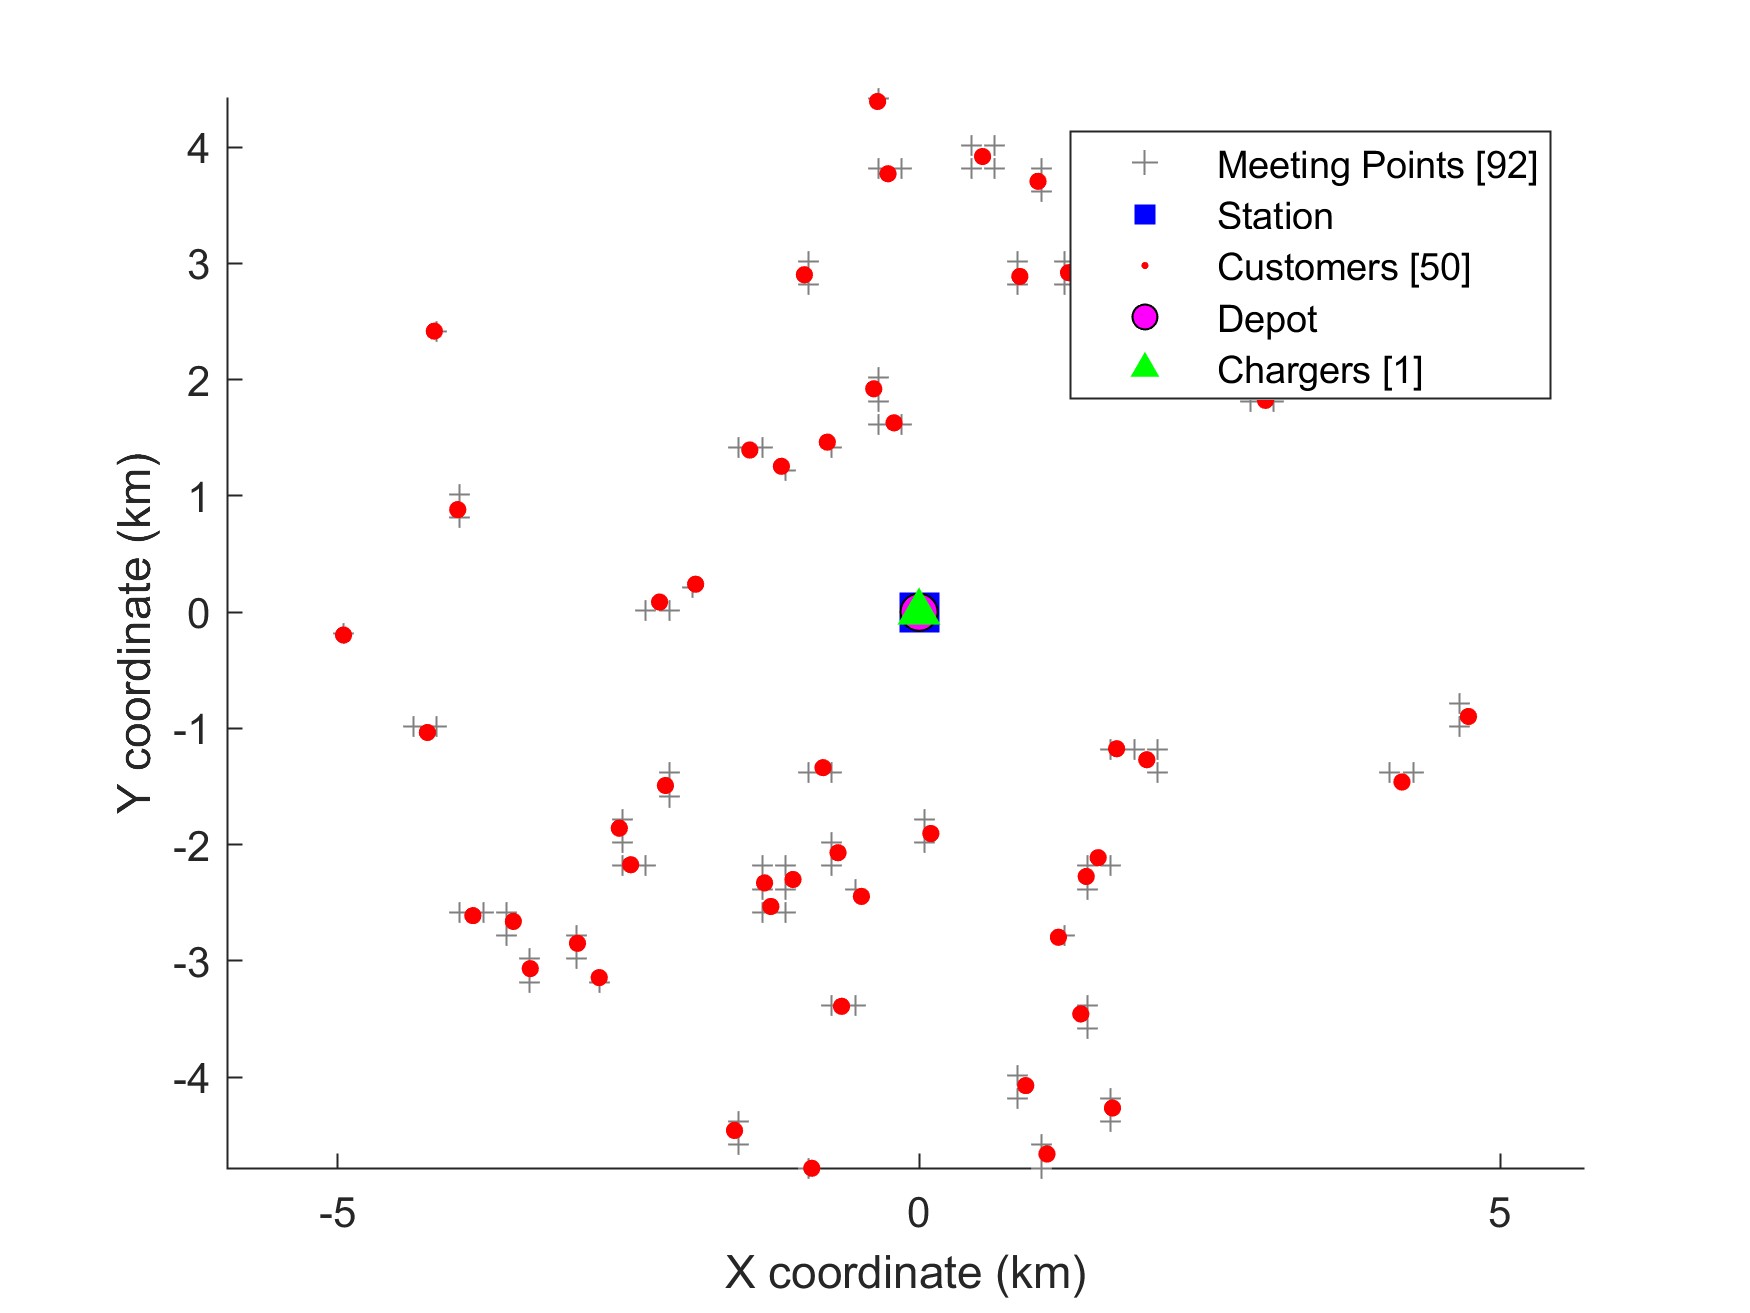 4
3
2
1
0
-1
-2
-3
-4
Y coordinate (km)
-5 0 5
X coordinate (km)
Meeting Points [92]
Station
Customers [50]
Depot
Chargers [1]